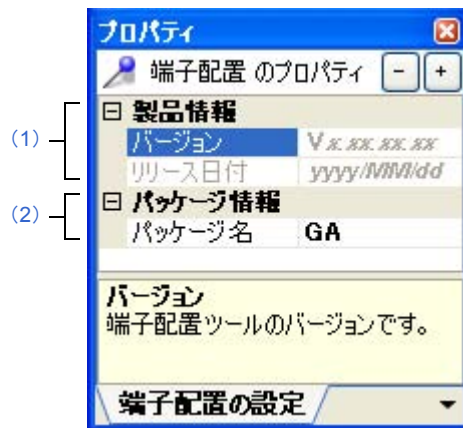 プロパティ
端子配置 のプロパティ - +
(1)
製品情報
バージョン Vx.xx.xx.xx
リリース日付 yyyy/MM/dd
(2)
パッケージ情報
パッケージ名 GA
バージョン
端子配置ツールのバージョンです。
端子配置の設定